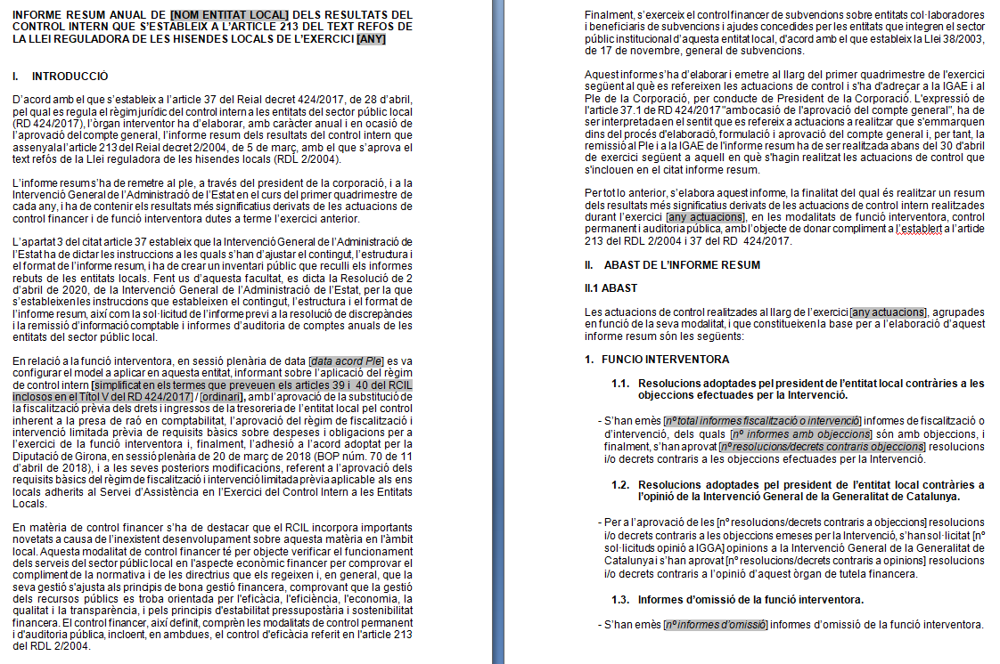 INFORME RESUM ANUAL DE [NOM ENTITAT LOCAL] DELS RESULTATS DEL
CONTROL INTERN QUE S'ESTABLEIX A L'ARTICLE 213 DEL TEXT REFOS DE
LA LLEI REGULADORA DE LES HISENDES LOCALS DE L'EXERCICI [ANY]
I. INTRODUCCIÓ
D'acord amb el que s'estableix a l'article 37 del Reial decret 424/2017, de 28 d'abril,
pel qual es regula el règim jurídic del control intern a les entitats del sector públic local
(RD 424/2017), l'òrgan interventor ha d'elaborar, amb caràcter anual i en ocasió de
l'aprovació del compte general, l'informe resum dels resultats del control intern que
assenyala l'article 213 del Reial decret 2/2004, de 5 de març, amb el que s'aprova el
text refós de la Llei reguladora de les hisendes locals (RDL 2/2004).
L'informe resum s'ha de remetre al ple, a través del president de la corporació, i a la
Intervenció General de l'Administració de l'Estat en el curs del primer quadrimestre de
cada any, i ha de contenir els resultats més significatius derivats de les actuacions de
control financer i de funció interventora dutes a terme l'exercici anterior.
L'apartat 3 del citat article 37 estableix que la Intervenció General de l'Administració de
l'Estat ha de dictar les instruccions a les quals s'han d'ajustar el contingut, l'estructura i
el format de l'informe resum, i ha de crear un inventari públic que reculli els informes
rebuts de les entitats locals. Fent us d'aquesta facultat, es dicta la Resolució de 2
d'abril de 2020, de la Intervenció General de l'Administració de l'Estat, per la que
s'estableixen les instruccions que estableixen el contingut, l'estructura i el format de
l'informe resum, així com la sol·licitud de l'informe previ a la resolució de discrepàncies
i la remissió d'informació comptable i informes d'auditoria de comptes anuals de les
entitats del sector públic local.
En relació a la funció interventora, en sessió plenària de data [data acord Ple] es va
configurar el model a aplicar en aquesta entitat, informant sobre l'aplicació del règim
de control intern [simplificat en els termes que preveuen els articles 39 i 40 del RCIL
inclosos en el Títol V del RD 424/2017] / [ordinari], amb l'aprovació de la substitució de
la fiscalització prèvia dels drets i ingressos de la tresoreria de l'entitat local pel control
inherent a la presa de raó en comptabilitat, l'aprovació del règim de fiscalització i
intervenció limitada prèvia de requisits bàsics sobre despeses i obligacions per a
l'exercici de la funció interventora i, finalment, l'adhesió a l'acord adoptat per la
Diputació de Girona, en sessió plenària de 20 de març de 2018 (BOP núm. 70 de 11
d'abril de 2018), i a les seves posteriors modificacions, referent a l'aprovació dels
requisits bàsics del règim de fiscalització i intervenció limitada prèvia aplicable als ens
locals adherits al Servei d'Assistència en l'Exercici del Control Intern a les Entitats
Locals.
En matèria de control financer s'ha de destacar que el RCIL incorpora importants
novetats a causa de l'inexistent desenvolupament sobre aquesta matèria en l'àmbit
local. Aquesta modalitat de control financer té per objecte verificar el funcionament
dels serveis del sector públic local en l'aspecte econòmic financer per comprovar el
compliment de la normativa i de les directrius que els regeixen i, en general, que la
seva gestió s'ajusta als principis de bona gestió financera, comprovant que la gestió
dels recursos públics es troba orientada per l'eficàcia, l'eficiència, l'economia, la
qualitat i la transparència, i pels principis d'estabilitat pressupostària i sostenibilitat
financera. El control financer, així definit, comprèn les modalitats de control permanent
i d'auditoria pública, incloent, en ambdues, el control d'eficàcia referit en l'article 213
del RDL 2/2004.
Finalment, s'exerceix el control financer de subvencions sobre entitats col·laboradores
i beneficiaris de subvencions i ajudes concedides per les entitats que integren el sector
públic institucional d'aquesta entitat local, d'acord amb el que estableix la Llei 38/2003,
de 17 de novembre, general de subvencions.
Aquest informe s'ha d'elaborar i emetre al llarg del primer quadrimestre de l'exercici
següent al què es refereixen les actuacions de control i s'ha d'adreçar a la IGAE i al
Ple de la Corporació, per conducte de President de la Corporació. L'expressió de
l'article 37.1 de RD 424/2017 "amb ocasió de l'aprovació del compte general", ha de
ser interpretada en el sentit que es refereix a actuacions a realitzar que s'emmarquen
dins del procés d'elaboració, formulació i aprovació del compte general i, per tant, la
remissió al Ple i a la IGAE de l'informe resum ha de ser realitzada abans del 30 d'abril
de exercici següent a aquell en què s'hagin realitzat les actuacions de control que
s'inclouen en el citat informe resum.
Per tot lo anterior, s'elabora aquest informe, la finalitat del qual és realitzar un resum
dels resultats més significatius derivats de les actuacions de control intern realitzades
durant l'exercici [any actuacions], en les modalitats de funció interventora, control
permanent i auditoria pública, amb l'objecte de donar compliment a l'establert a l'article
213 del RDL 2/2004 i 37 del RD 424/2017.
II. ABAST DE L'INFORME RESUM
II.1 ABAST
Les actuacions de control realitzades al llarg de l'exercici [any actuacions], agrupades
en funció de la seva modalitat, i que constitueixen la base per a l'elaboració d'aquest
informe resum són les següents:
1. FUNCIO INTERVENTORA
1.1. Resolucions adoptades pel president de l'entitat local contràries a les
objeccions efectuades per la Intervenció.
- S'han emès [nº total informes fiscalització o intervenció] informes de fiscalització o
d'intervenció, dels quals [nº informes amb objeccions] són amb objeccions, i
finalment, s'han aprovat [nº resolucions/decrets contraris objeccions] resolucions
i/o decrets contraris a les objeccions efectuades per la Intervenció.
1.2. Resolucions adoptades pel president de l'entitat local contràries a
l'opinió de la Intervenció General de la Generalitat de Catalunya.
- Per a l'aprovació de les [nº resolucions/decrets contraris a objeccions] resolucions
i/o decrets contraris a les objeccions emeses per la Intervenció, s'han sol·licitat [nº
sol·licituds opinió a IGGA] opinions a la Intervenció General de la Generalitat de
Catalunya i s'han aprovat [nº resolucions/decrets contraris a opinions] resolucions
i/o decrets contraris a l'opinió d'aquest òrgan de tutela financera.
1.3. Informes d'omissió de la funció interventora.
- S'han emès [nº informes d'omissió] informes d'omissió de la funció interventora.